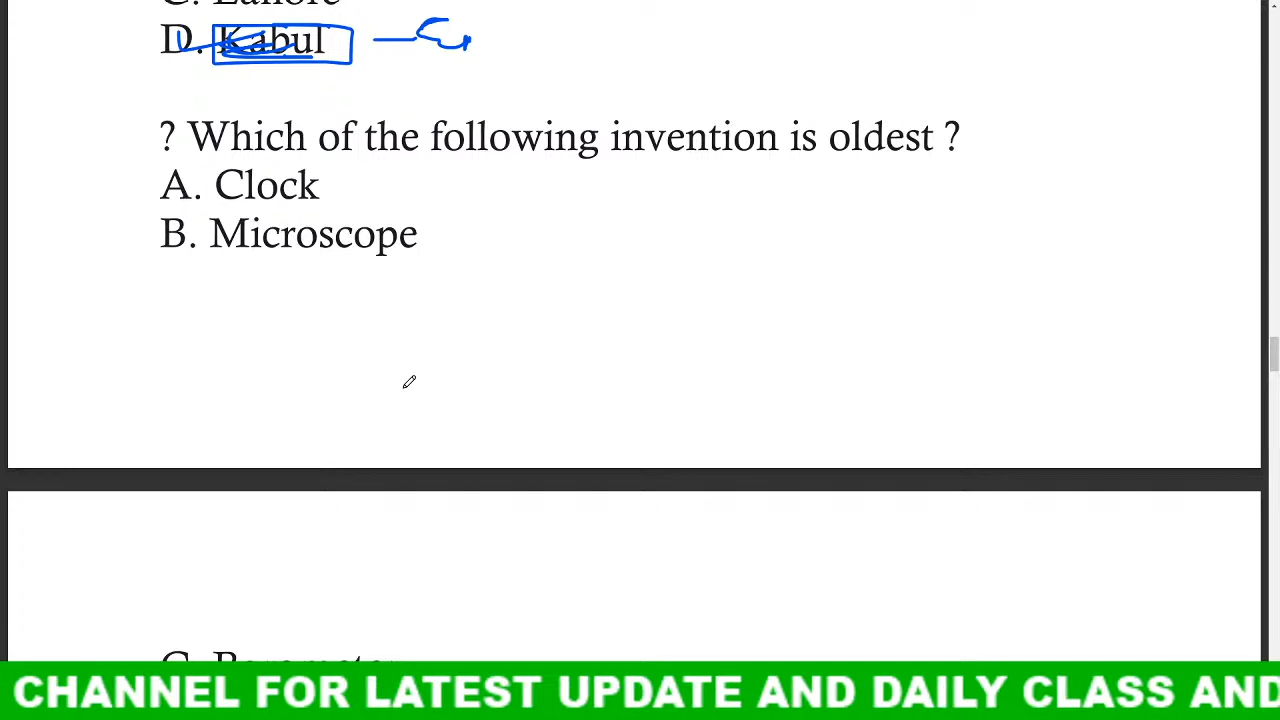 C. Lahore
D. Kabul
? Which of the following invention is oldest ?
A. Clock
B. Microscope
C. Barometer
CHANNEL FOR LATEST UPDATE AND DAILY CLASS AND